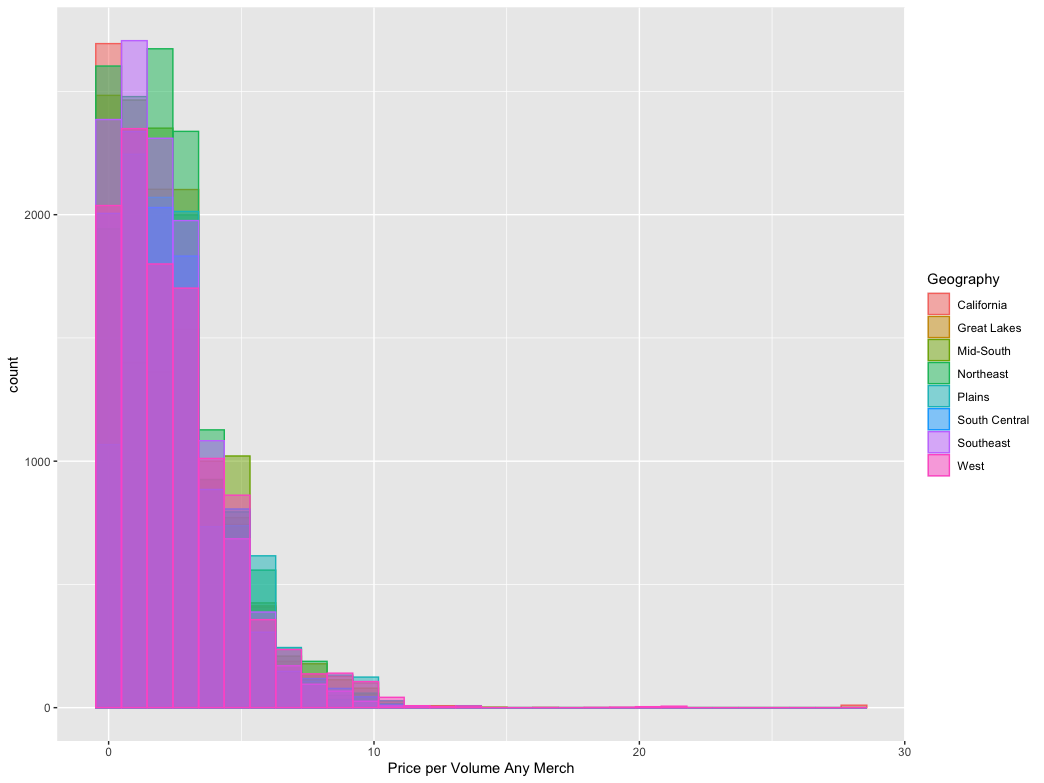 2000
1000
0
count
0
10
20
30
Price per Volume Any Merch
Geography
California
Great Lakes
Mid-South
Northeast
Plains
South Central
Southeast
West